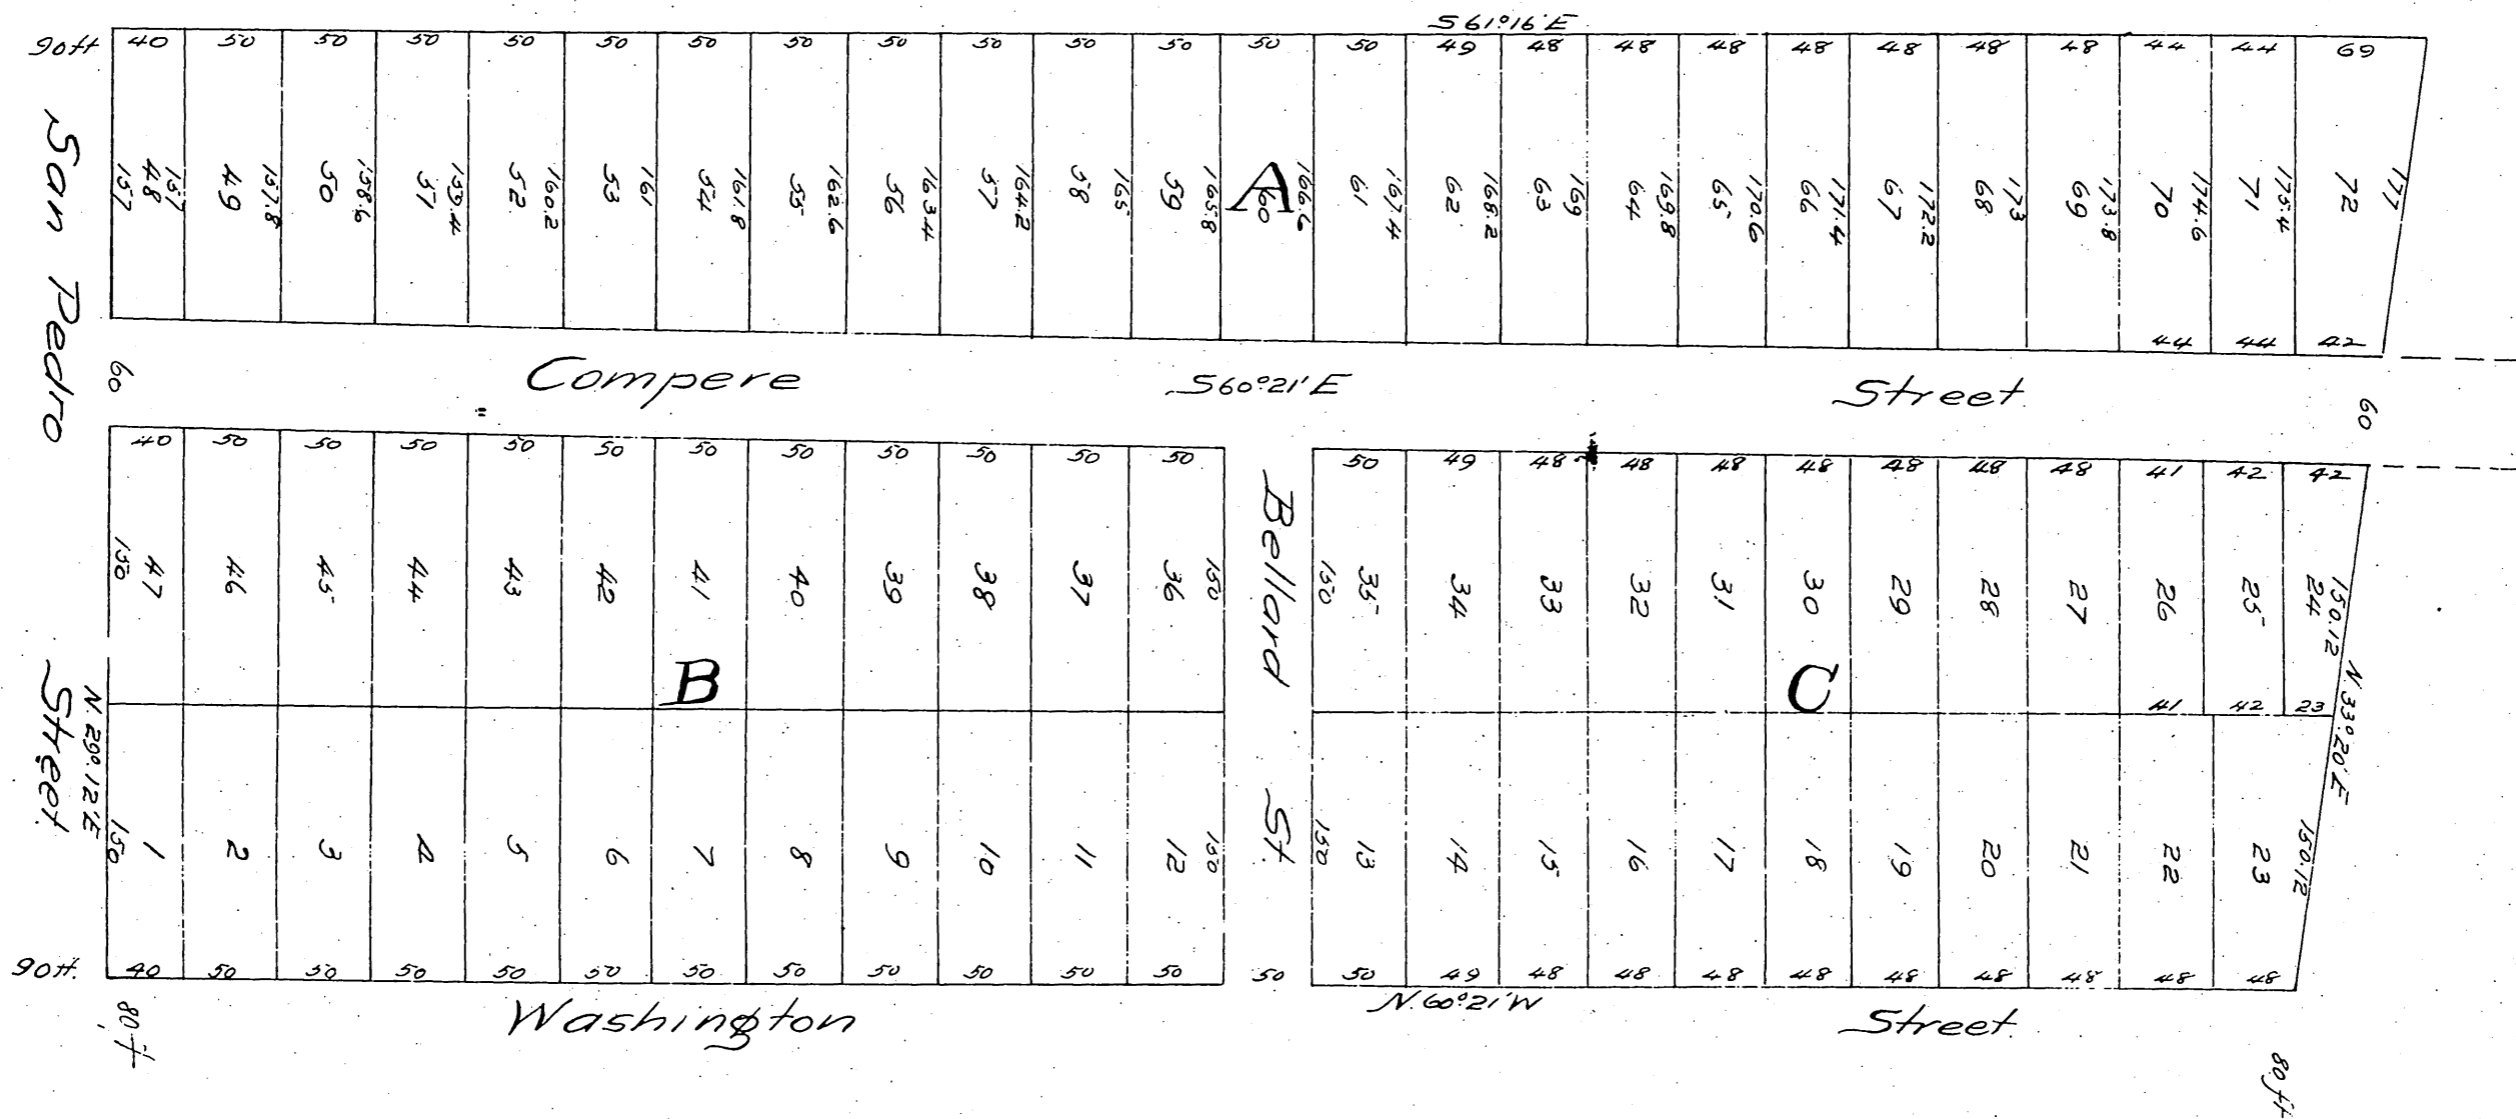 S61°16'E
90ft 40 50 50 50 50 50 50 50 50 50 50 50 50 50 49 48 48 48 48 48 48 48 44 44 69
157 48 157
49 157.8
50 158.6
51 159.4
52 160.2
53 161
54 161.8
55 162.6
56 163.4
57 164.2
58 165
59 165.8
A
60 166.6
61 167.4
62 168.2
63 169
64 169.8
65 170.6
66 171.4
67 172.2
68 173
69 173.8
70 174.6
71 175.4
72 177
44 44 42
San Pedro Street
60 Compere S60°21'E Street 60
40 50 50 50 50 50 50 50 50 50 50 50
50 49 48 48 48 48 48 48 48 41 42 42
150 47 46 45 44 43 42 41 40 39 38 37 36 150
Bellard St.
150 35 34 33 32 31 30 29 28 27 26 25 24 150.12
B
C
41 42 23
N 29°12'E
N.33°20'E
150 1 2 3 4 5 6 7 8 9 10 11 12 150
150 13 14 15 16 17 18 19 20 21 22 23 150.12
90ft. 40 50 50 50 50 50 50 50 50 50 50 50 50 50 49 48 48 48 48 48 48 48 48 48
80ft Washington N.60°21'W Street 80ft